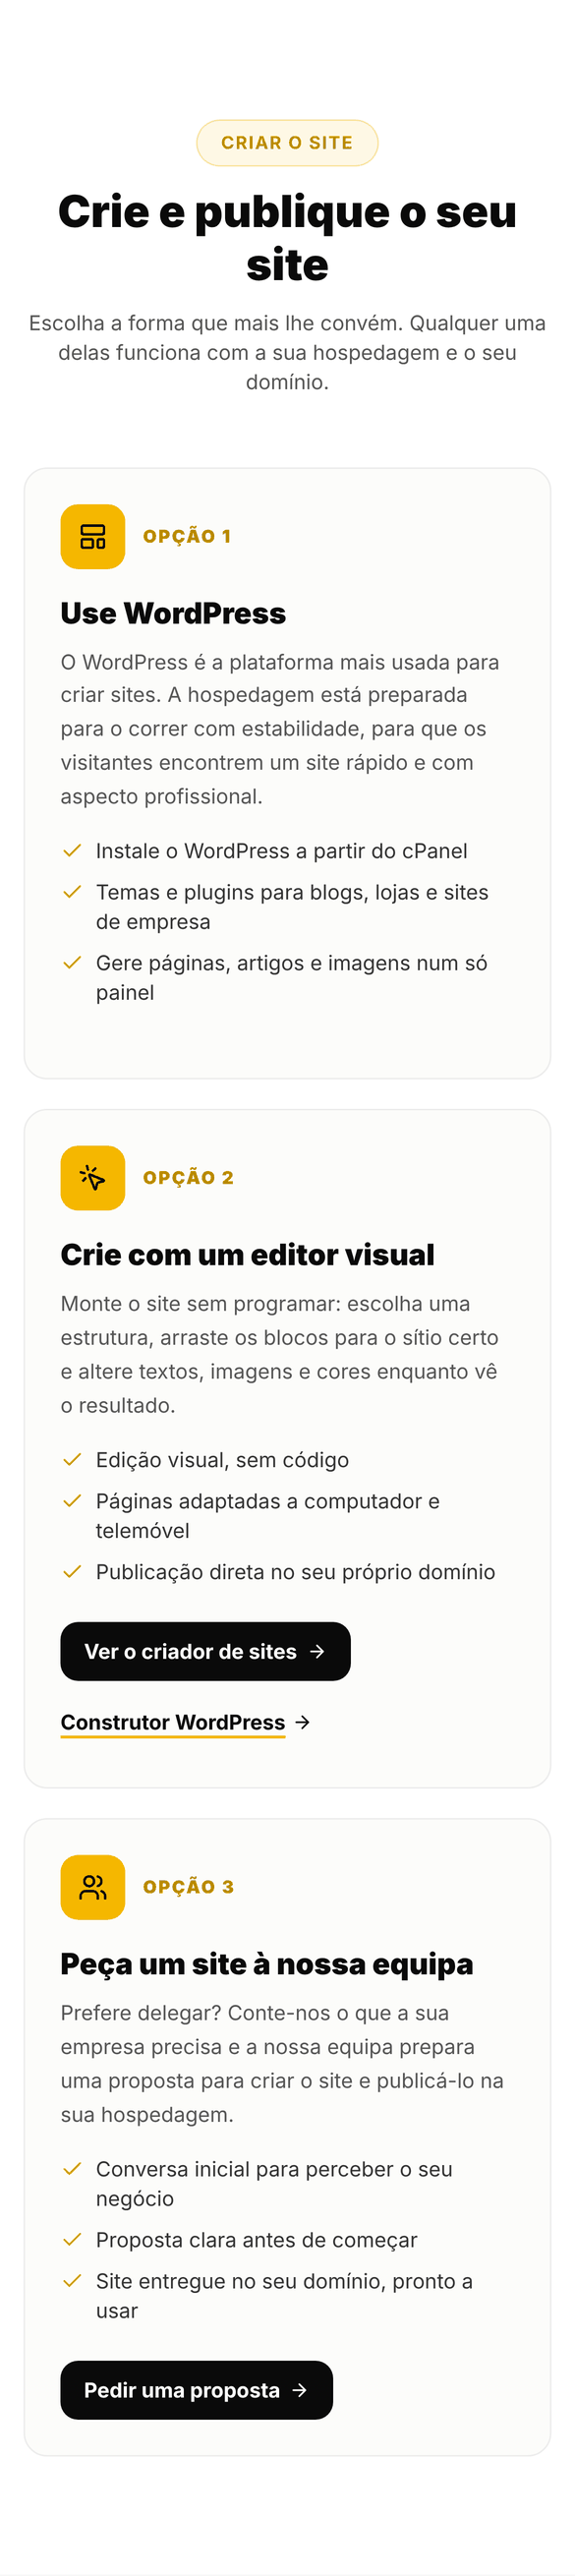 CRIAR O SITE
Crie e publique o seu
site
Escolha a forma que mais lhe convém. Qualquer uma
delas funciona com a sua hospedagem e o seu
domínio.
OPÇÃO 1
Use WordPress
O WordPress é a plataforma mais usada para
criar sites. A hospedagem está preparada
para o correr com estabilidade, para que os
visitantes encontrem um site rápido e com
aspecto profissional.
Instale o WordPress a partir do cPanel
Temas e plugins para blogs, lojas e sites
de empresa
Gere páginas, artigos e imagens num só
painel
OPÇÃO 2
Crie com um editor visual
Monte o site sem programar: escolha uma
estrutura, arraste os blocos para o sítio certo
e altere textos, imagens e cores enquanto vê
o resultado.
Edição visual, sem código
Páginas adaptadas a computador e
telemóvel
Publicação direta no seu próprio domínio
Ver o criador de sites →
Construtor WordPress →
OPÇÃO 3
Peça um site à nossa equipa
Prefere delegar? Conte-nos o que a sua
empresa precisa e a nossa equipa prepara
uma proposta para criar o site e publicá-lo na
sua hospedagem.
Conversa inicial para perceber o seu
negócio
Proposta clara antes de começar
Site entregue no seu domínio, pronto a
usar
Pedir uma proposta →